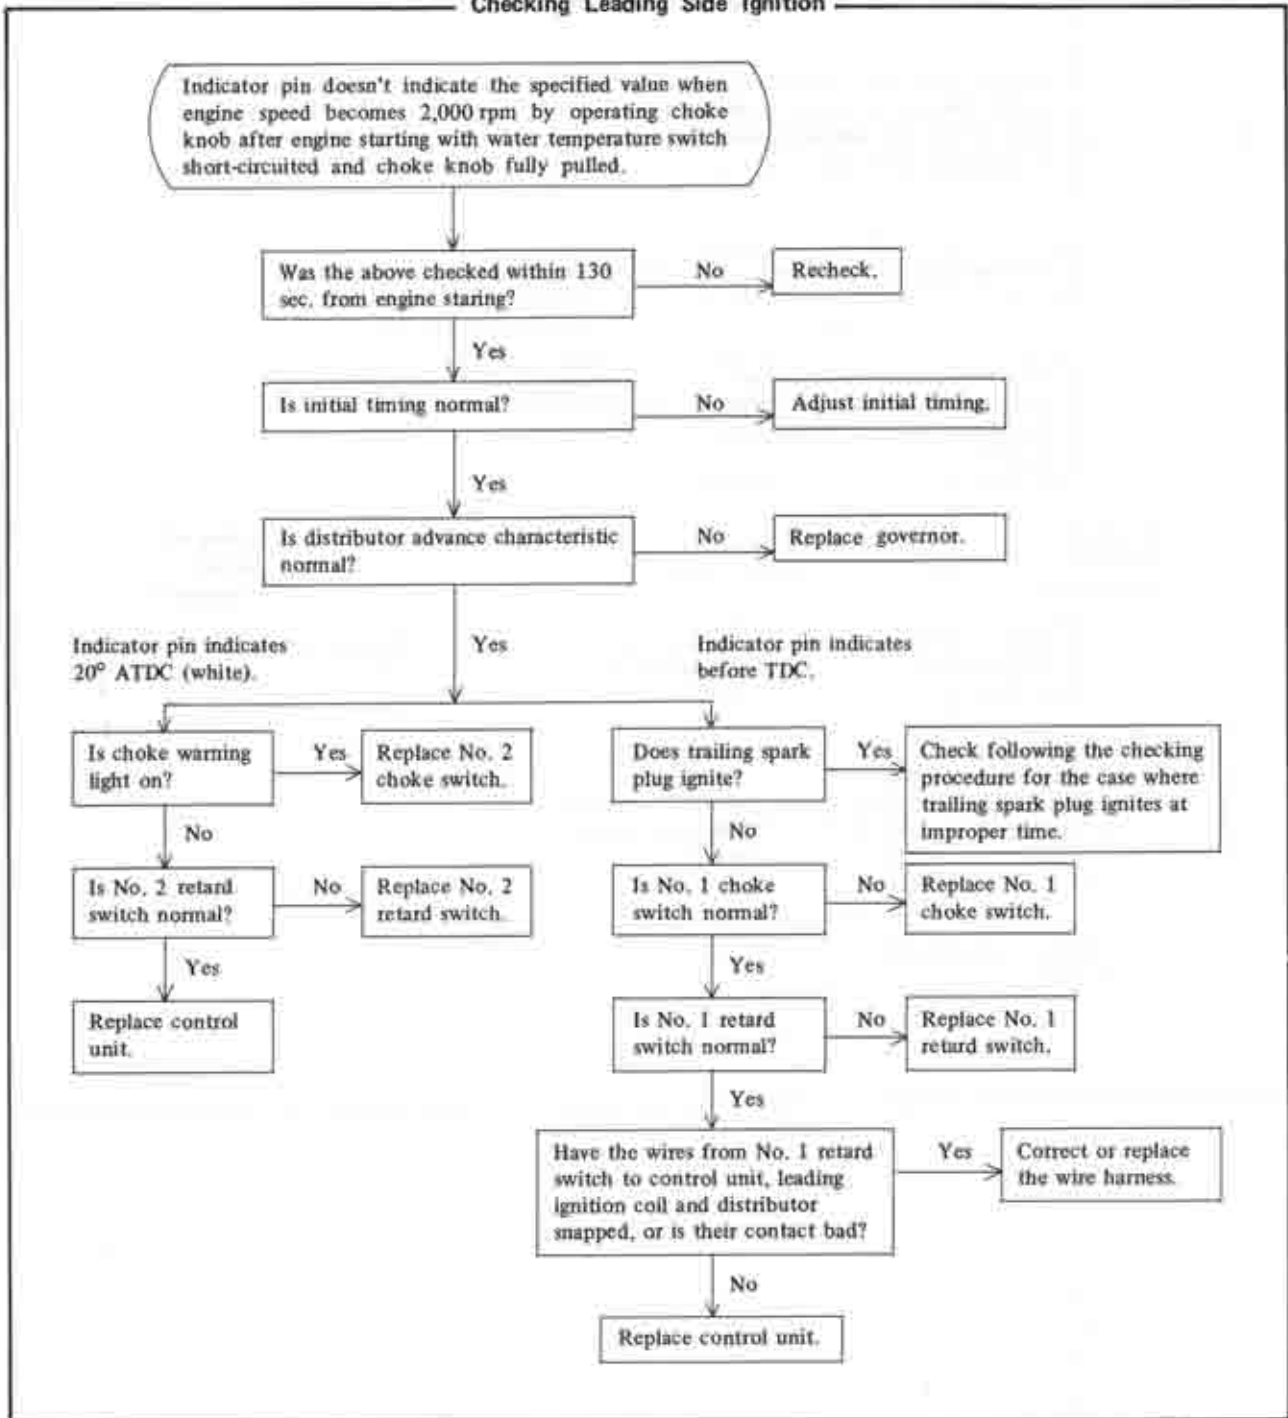 Checking Leading Side Ignition
Indicator pin doesn't indicate the specified value when
engine speed becomes 2,000 rpm by operating choke
knob after engine starting with water temperature switch
short-circuited and choke knob fully pulled.
Was the above checked within 130
sec. from engine staring?
No
Recheck.
Yes
Is initial timing normal?
No
Adjust initial timing.
Yes
Is distributor advance characteristic
normal?
No
Replace governor.
Yes
Indicator pin indicates
20° ATDC (white).
Indicator pin indicates
before TDC.
Is choke warning
light on?
Yes
Replace No. 2
choke switch.
No
Is No. 2 retard
switch normal?
No
Replace No. 2
retard switch.
Yes
Replace control
unit.
Does trailing spark
plug ignite?
Yes
Check following the checking
procedure for the case where
trailing spark plug ignites at
improper time.
No
Is No. 1 choke
switch normal?
No
Replace No. 1
choke switch.
Yes
Is No. 1 retard
switch normal?
No
Replace No. 1
retard switch.
Yes
Have the wires from No. 1 retard
switch to control unit, leading
ignition coil and distributor
snapped, or is their contact bad?
Yes
Correct or replace
the wire harness.
No
Replace control unit.